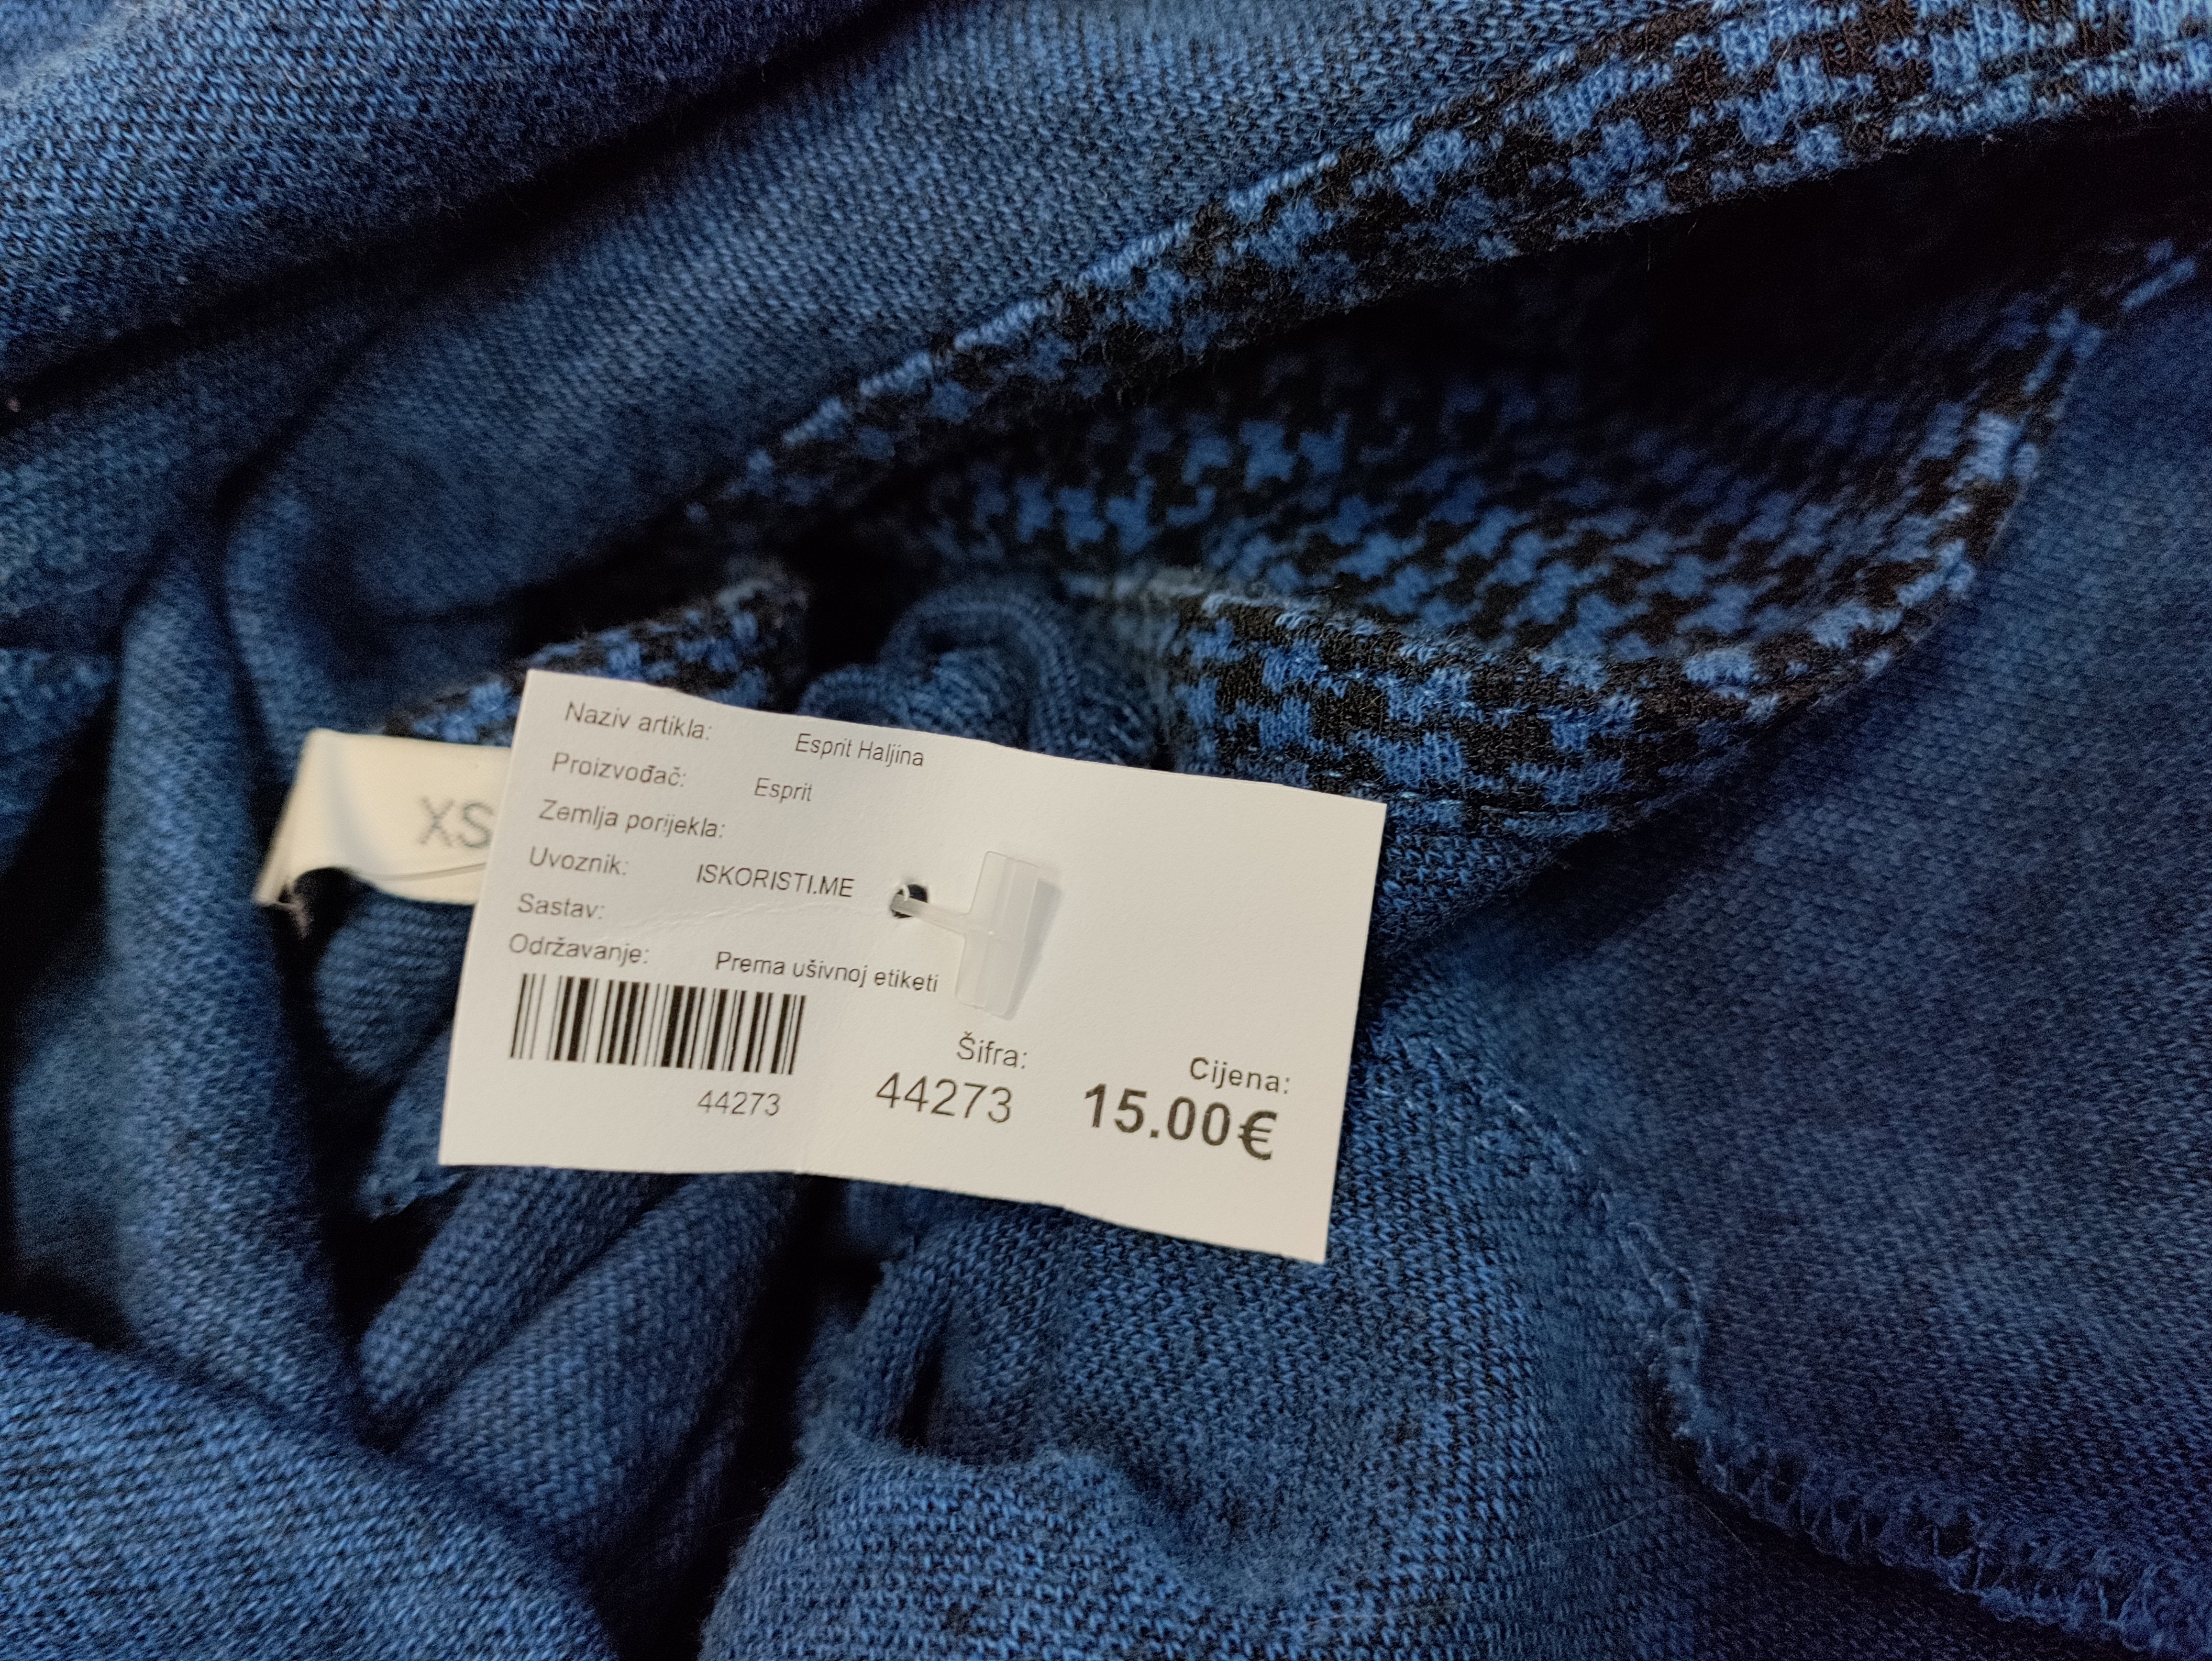 Naziv artikla: Esprit Haljina
Proizvođač: Esprit
Zemlja porijekla:
Uvoznik: ISKORISTI.ME
Sastav:
Održavanje: Prema ušivnoj etiketi
44273
Šifra:
44273
Cijena:
15.00€
XS